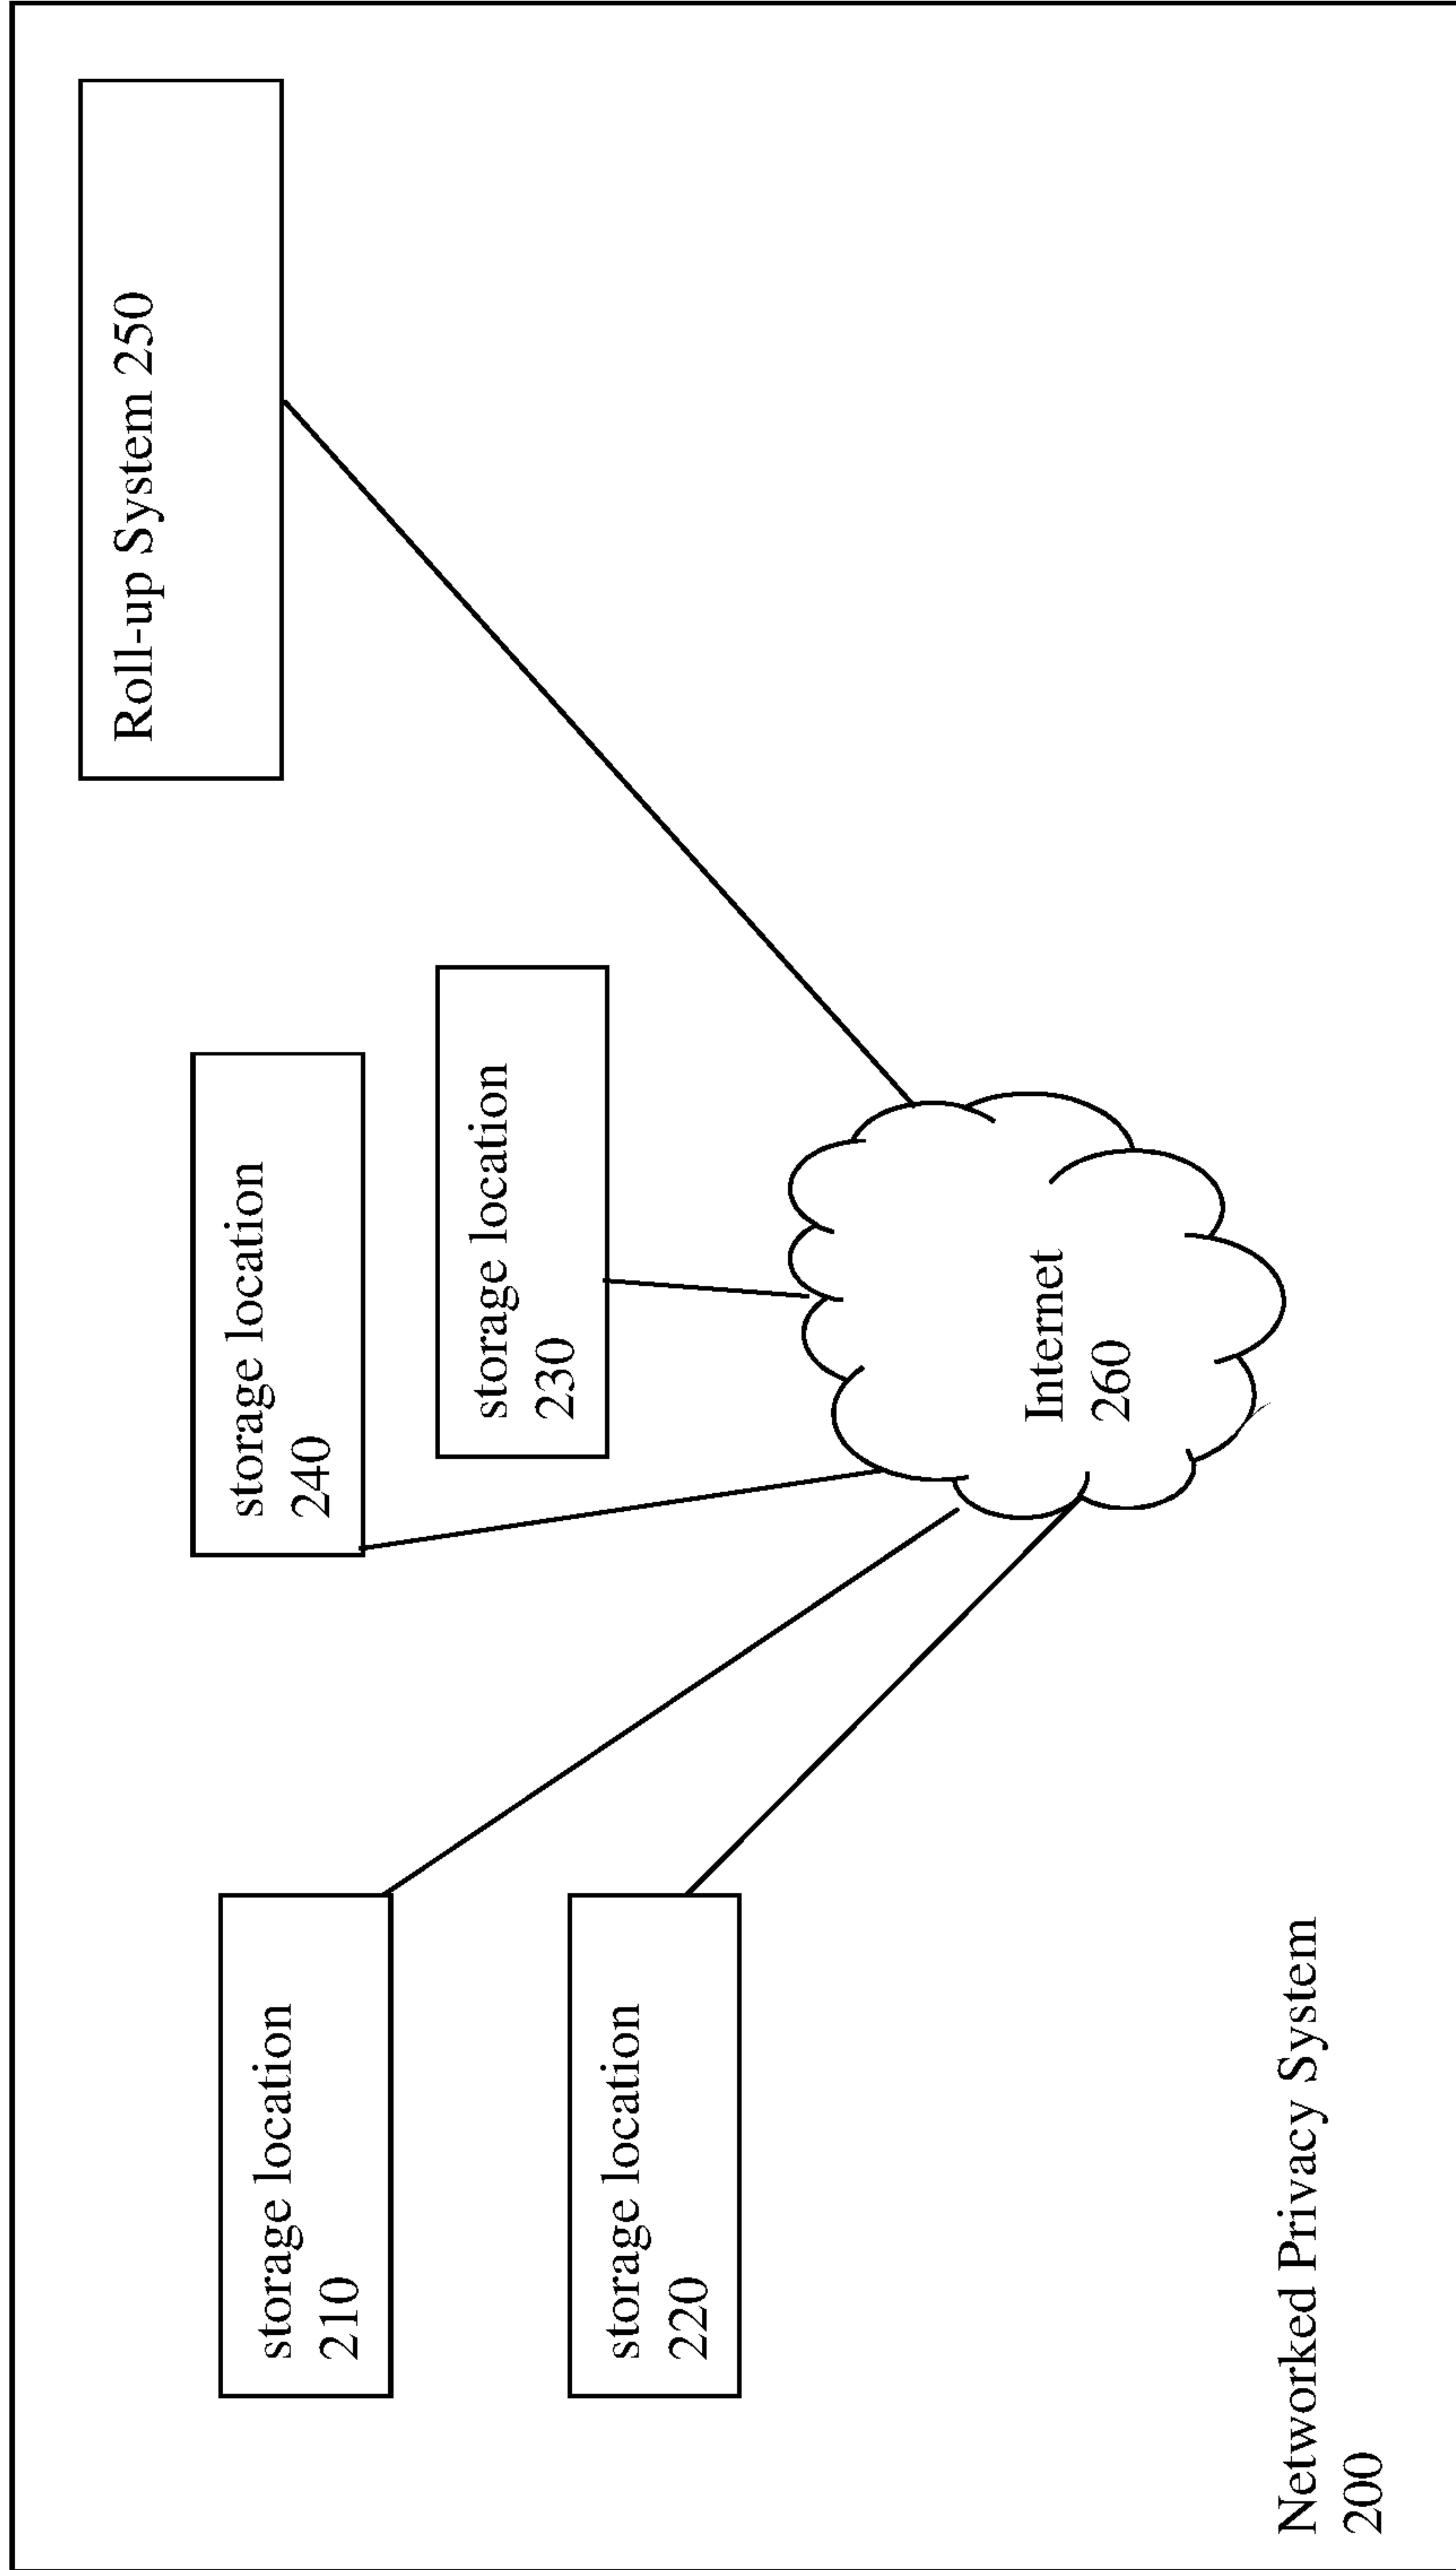 storage location
210
storage location
240
Roll-up System 250
storage location
230
storage location
220
Internet
260
Networked Privacy System
200